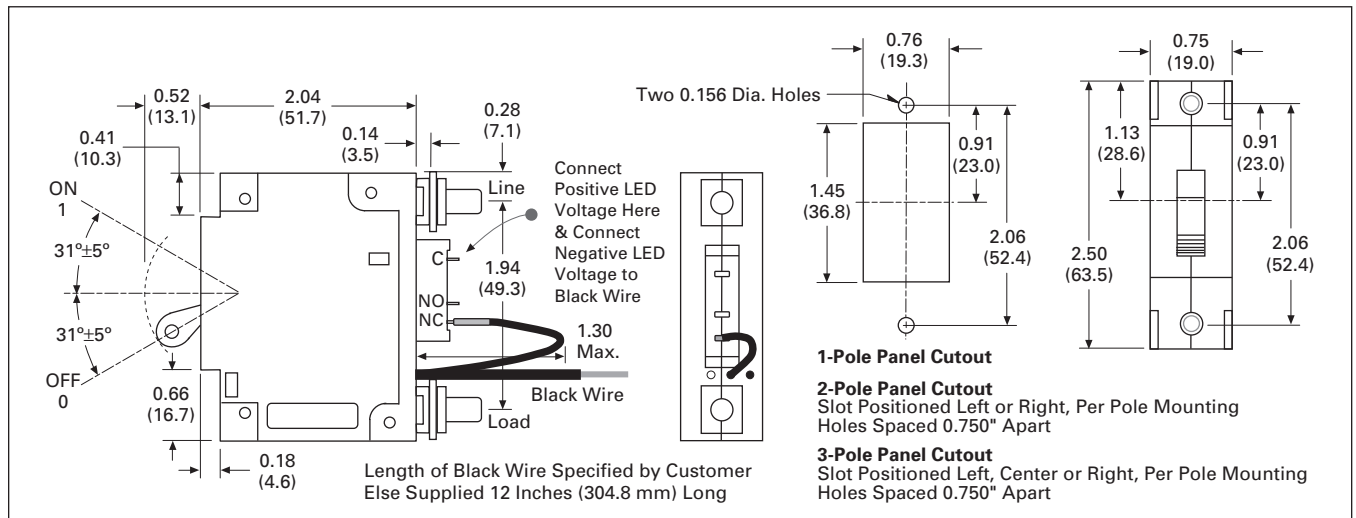 0.52
(13.1)
2.04
(51.7)
0.41
(10.3)
0.14
(3.5)
0.28
(7.1)
ON
1
31º±5º
31º±5º
OFF
0
0.66
(16.7)
0.18
(4.6)
Line
C
NO
NC
1.94
(49.3)
Load
Connect
Positive LED
Voltage Here
& Connect
Negative LED
Voltage to
Black Wire
1.30
Max.
Black Wire
Length of Black Wire Specified by Customer
Else Supplied 12 Inches (304.8 mm) Long
0.76
(19.3)
Two 0.156 Dia. Holes
0.91
(23.0)
1.45
(36.8)
2.06
(52.4)
0.75
(19.0)
1.13
(28.6)
0.91
(23.0)
2.50
(63.5)
2.06
(52.4)
1-Pole Panel Cutout
2-Pole Panel Cutout
Slot Positioned Left or Right, Per Pole Mounting
Holes Spaced 0.750" Apart
3-Pole Panel Cutout
Slot Positioned Left, Center or Right, Per Pole Mounting
Holes Spaced 0.750" Apart